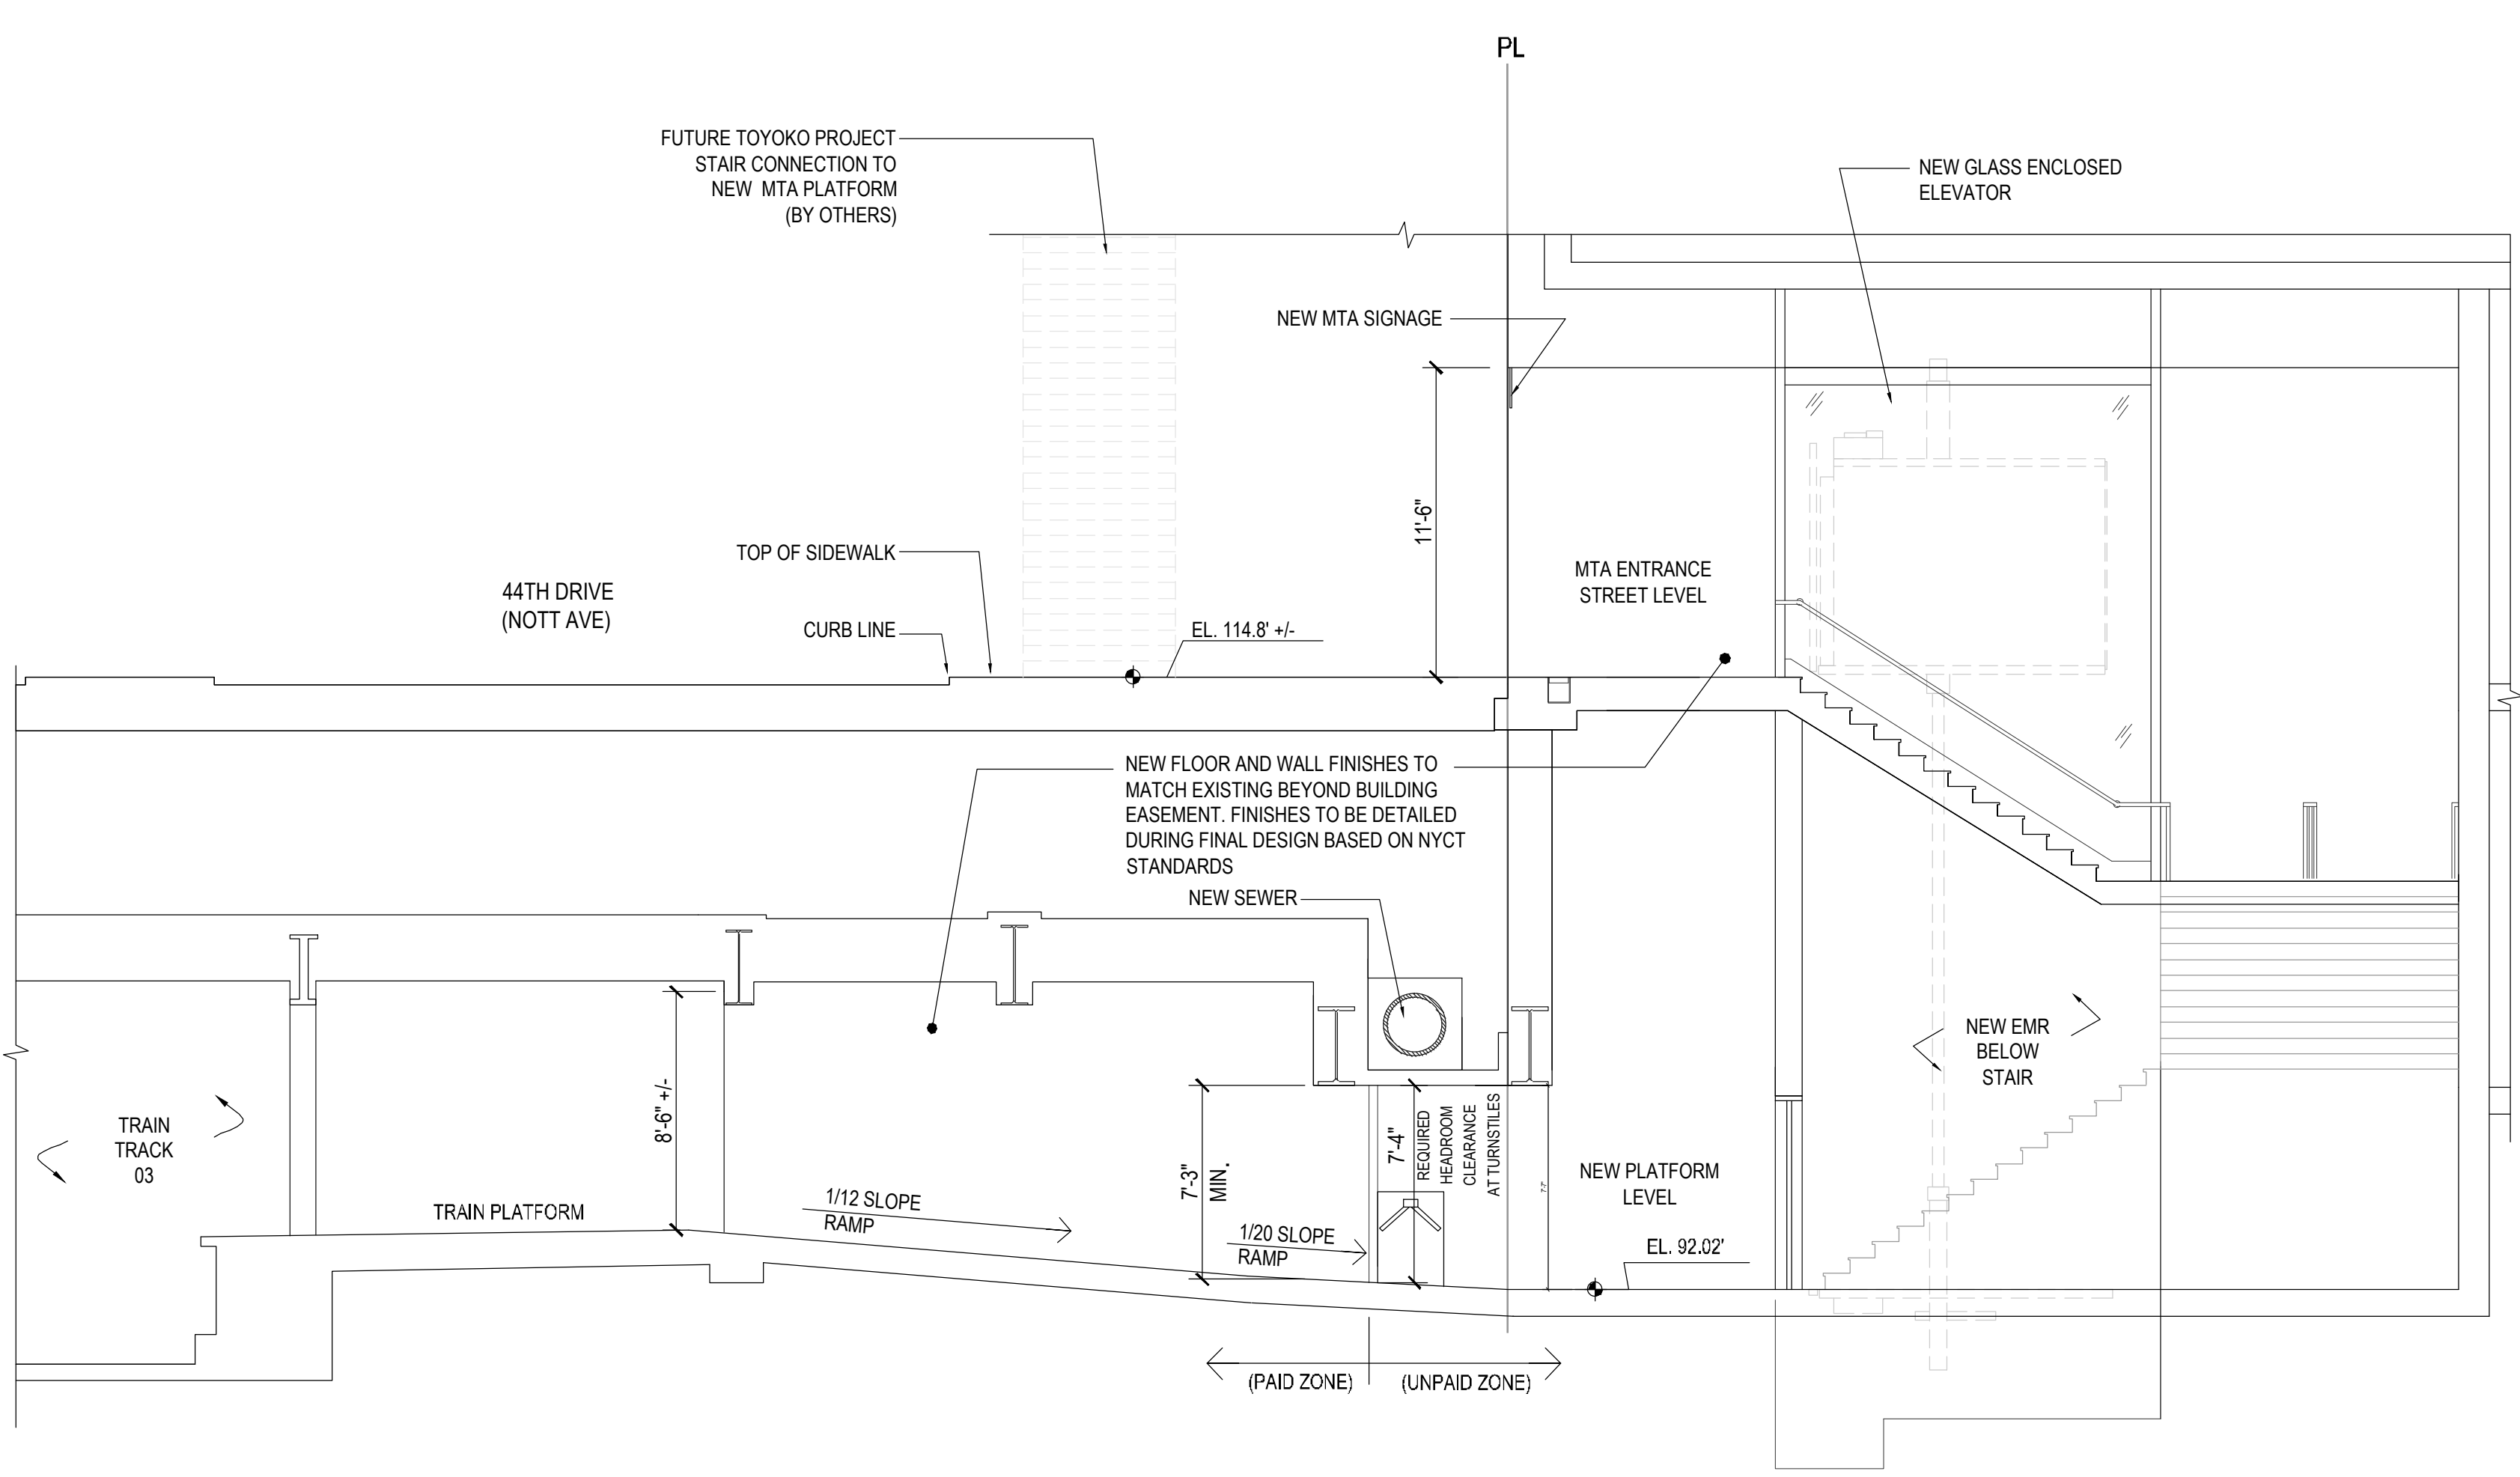 PL
FUTURE TOYOKO PROJECT
STAIR CONNECTION TO
NEW MTA PLATFORM
(BY OTHERS)
NEW GLASS ENCLOSED
ELEVATOR
NEW MTA SIGNAGE
11'-6"
TOP OF SIDEWALK
44TH DRIVE
(NOTT AVE)
CURB LINE
EL. 114.8' +/-
MTA ENTRANCE
STREET LEVEL
NEW FLOOR AND WALL FINISHES TO
MATCH EXISTING BEYOND BUILDING
EASEMENT. FINISHES TO BE DETAILED
DURING FINAL DESIGN BASED ON NYCT
STANDARDS
NEW SEWER
TRAIN
TRACK
03
8'-6" +/-
TRAIN PLATFORM
1/12 SLOPE
RAMP
7'-3"
MIN.
1/20 SLOPE
RAMP
7'-4"
REQUIRED
HEADROOM
CLEARANCE
AT TURNSTILES
7'-7"
NEW PLATFORM
LEVEL
EL. 92.02'
NEW EMR
BELOW
STAIR
(PAID ZONE)
(UNPAID ZONE)